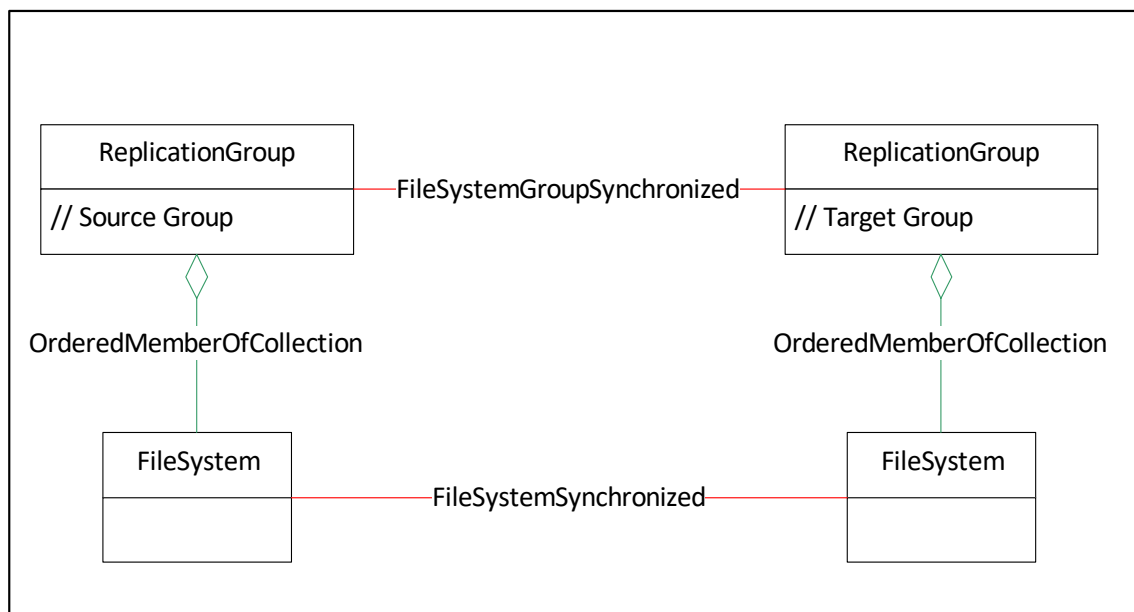 ReplicationGroup
ReplicationGroup
FileSystemGroupSynchronized
// Source Group
// Target Group
OrderedMemberOfCollection
OrderedMemberOfCollection
FileSystem
FileSystem
FileSystemSynchronized